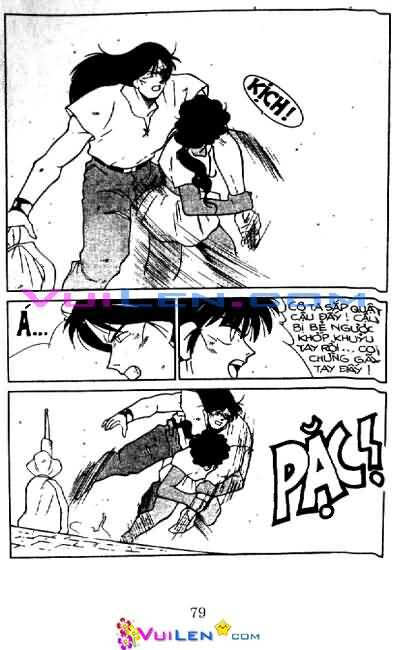 KỊCH!
VuiLen.com
Á...
CÔ TA SẮP QUẬT
CẬU ĐẤY! CẬU
BỊ BẺ NGƯỢC
KHỚP KHUỶU
TAY RỒI... COI
CHỪNG GÃY
TAY ĐẤY!
PẶC!!
79
VuiLen.com